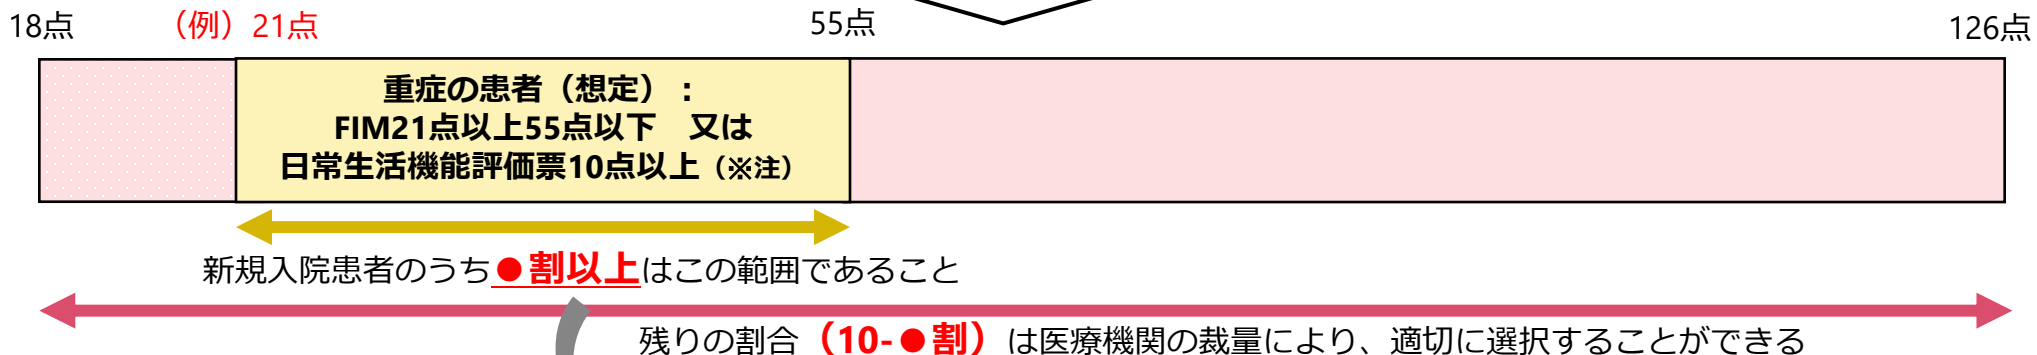 18点 (例)21点 55点 126点
重症の患者(想定):
FIM21点以上55点以下 又は
日常生活機能評価票10点以上(※注)
新規入院患者のうち●割以上はこの範囲であること
残りの割合(10-●割)は医療機関の裁量により、適切に選択することができる